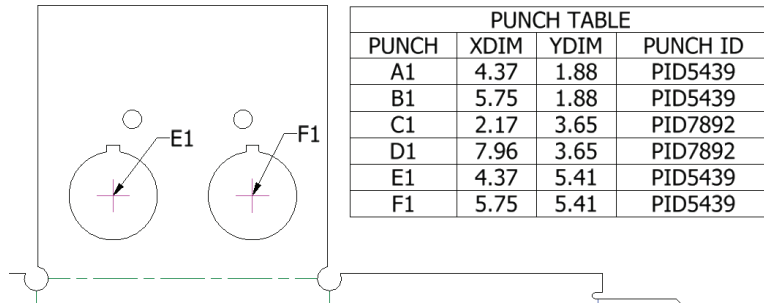 PUNCH TABLE
PUNCH XDIM YDIM PUNCH ID
A1 4.37 1.88 PID5439
B1 5.75 1.88 PID5439
C1 2.17 3.65 PID7892
D1 7.96 3.65 PID7892
E1 4.37 5.41 PID5439
F1 5.75 5.41 PID5439
E1
F1